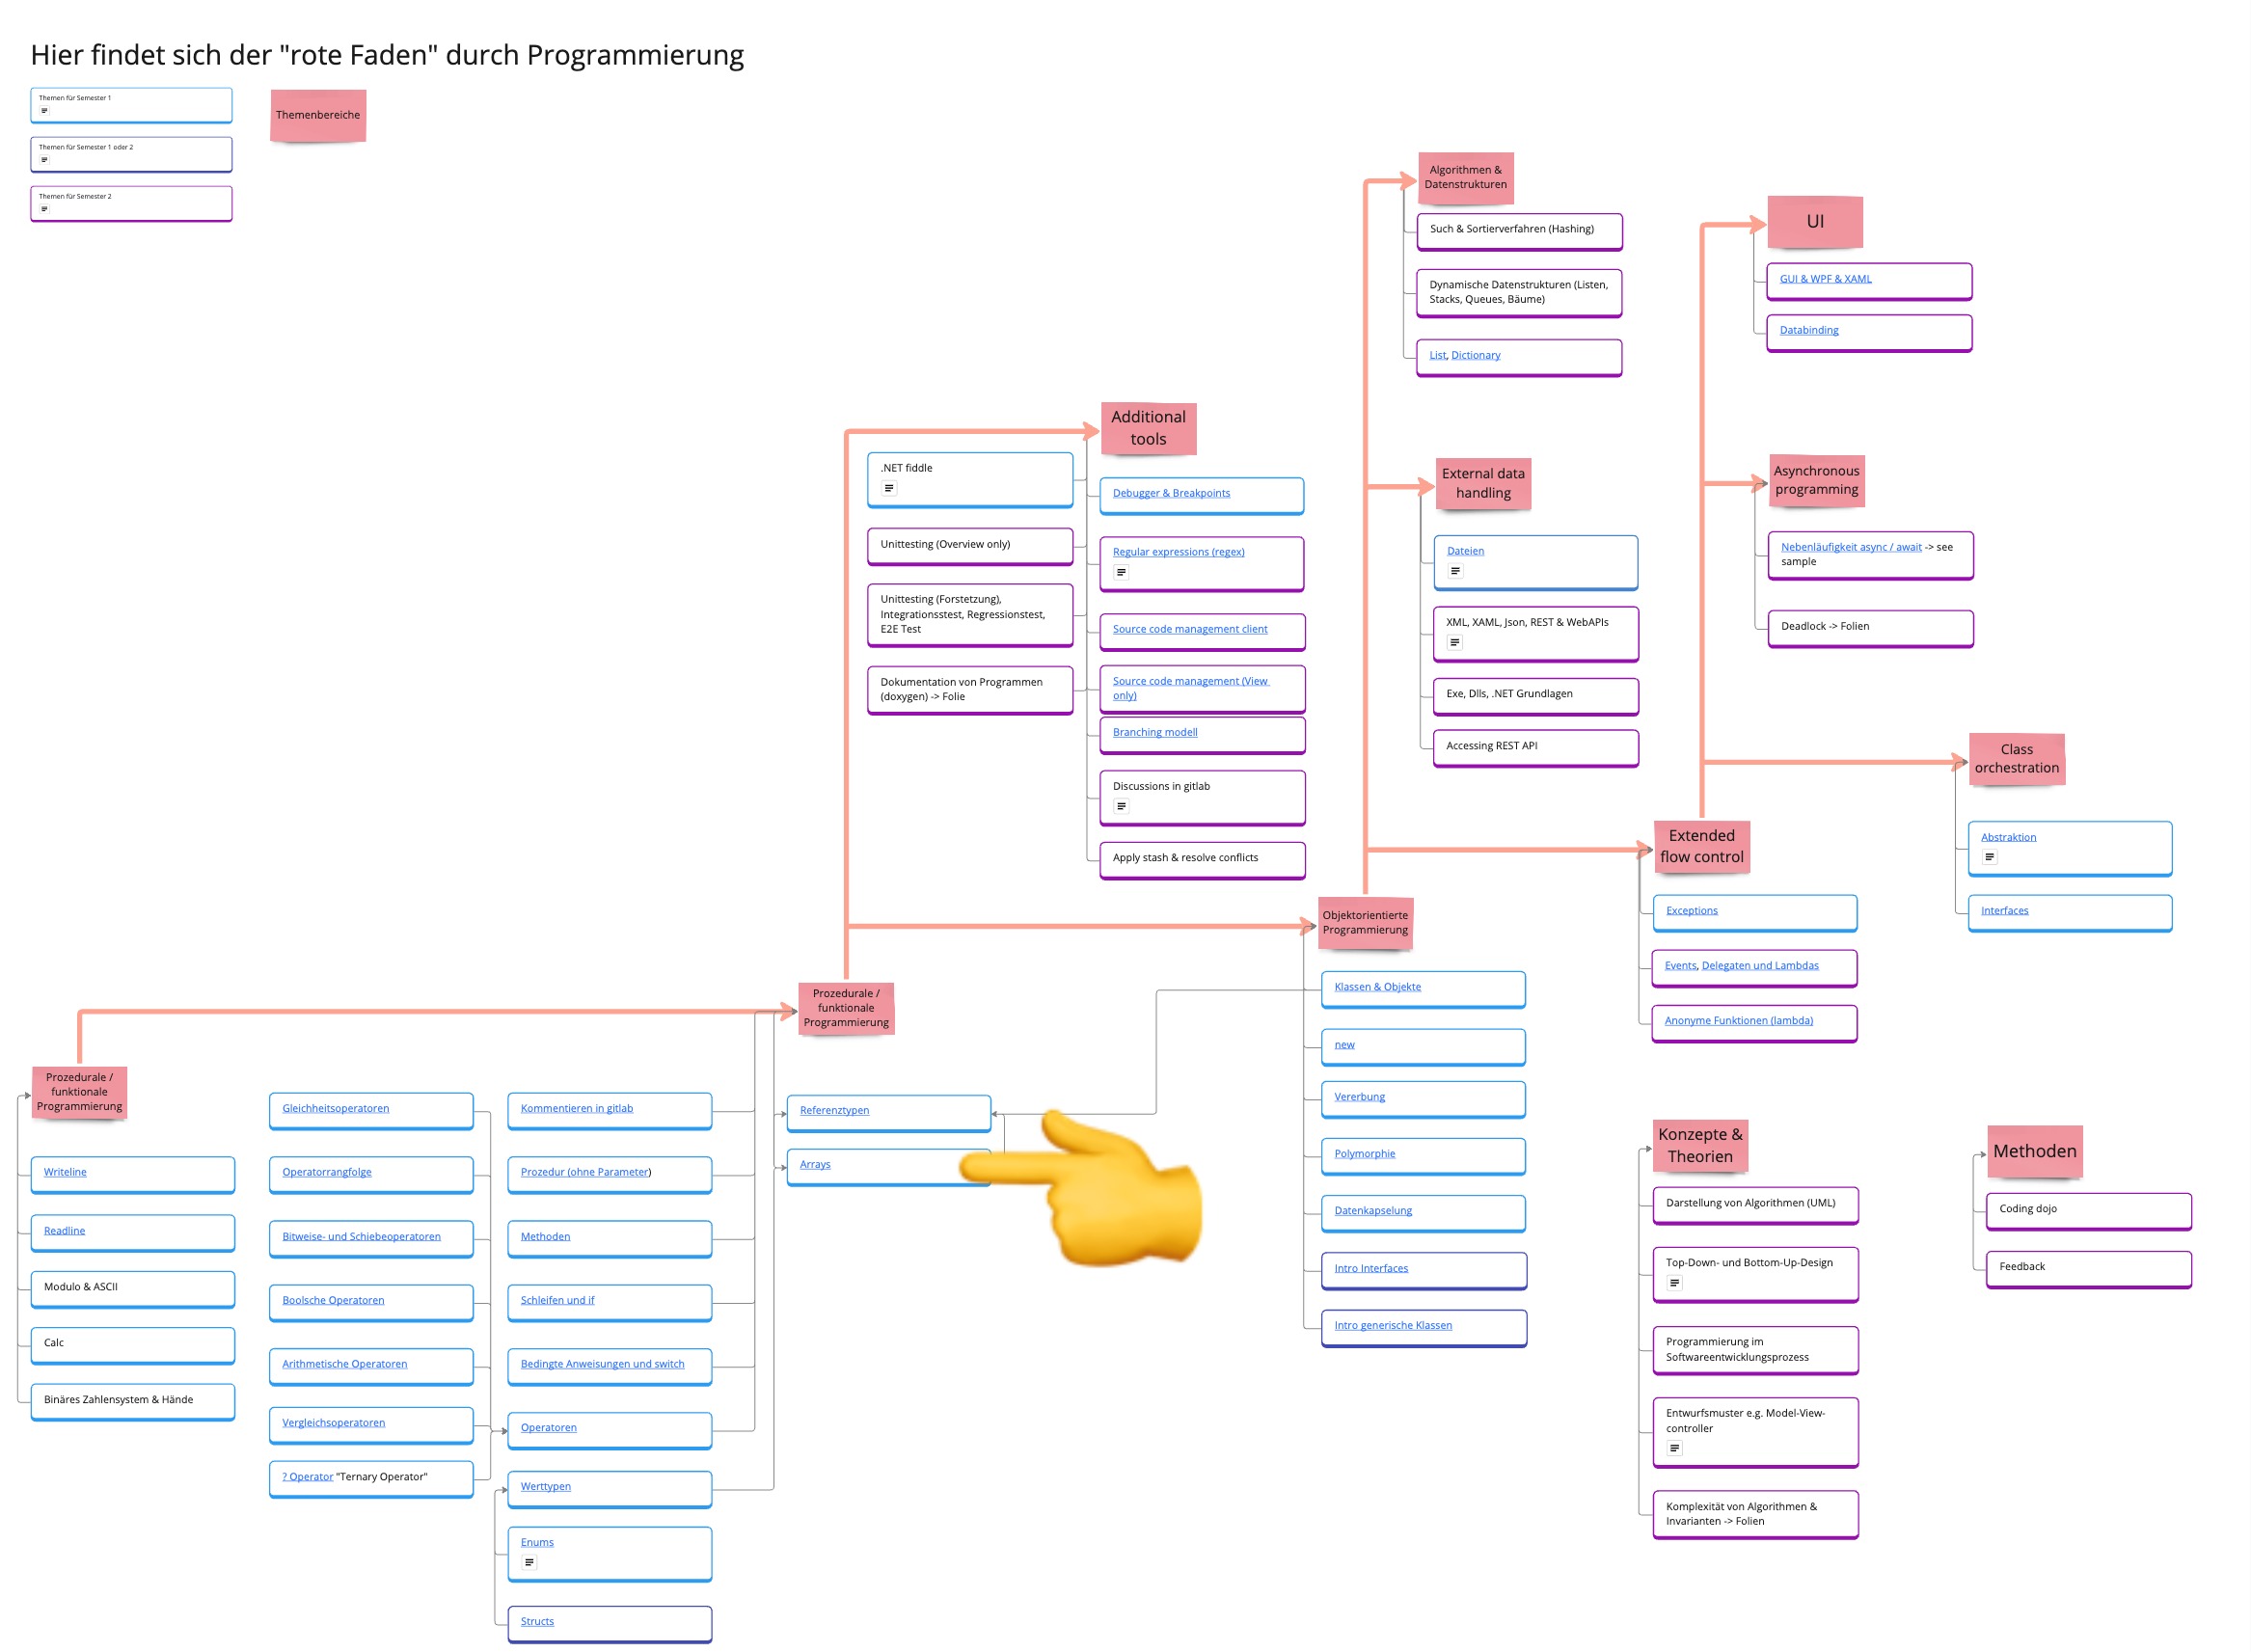 Hier findet sich der "rote Faden" durch Programmierung
Themen für Semester 1
Themen für Semester 1 oder 2
Themen für Semester 2
Themenbereiche
Prozedurale /
funktionale
Programmierung
Writeline
Readline
Modulo & ASCII
Calc
Binäres Zahlensystem & Hände
Gleichheitsoperatoren
Operatorrangfolge
Bitweise- und Schiebeoperatoren
Boolsche Operatoren
Arithmetische Operatoren
Vergleichsoperatoren
? Operator "Ternary Operator"
Kommentieren in gitlab
Prozedur (ohne Parameter)
Methoden
Schleifen und if
Bedingte Anweisungen und switch
Operatoren
Werttypen
Enums
Structs
Prozedurale /
funktionale
Programmierung
Referenztypen
Arrays
Additional
tools
.NET fiddle
Unittesting (Overview only)
Unittesting (Forstetzung),
Integrationsstest, Regressionstest,
E2E Test
Dokumentation von Programmen
(doxygen) -> Folie
Debugger & Breakpoints
Regular expressions (regex)
Source code management client
Source code management (View
only)
Branching modell
Discussions in gitlab
Apply stash & resolve conflicts
Objektorientierte
Programmierung
Klassen & Objekte
new
Vererbung
Polymorphie
Datenkapselung
Intro Interfaces
Intro generische Klassen
Algorithmen &
Datenstrukturen
Such & Sortierverfahren (Hashing)
Dynamische Datenstrukturen (Listen,
Stacks, Queues, Bäume)
List, Dictionary
External data
handling
Dateien
XML, XAML, Json, REST & WebAPIs
Exe, Dlls, .NET Grundlagen
Accessing REST API
Extended
flow control
Exceptions
Events, Delegaten und Lambdas
Anonyme Funktionen (lambda)
UI
GUI & WPF & XAML
Databinding
Asynchronous
programming
Nebenläufigkeit async / await -> see
sample
Deadlock -> Folien
Class
orchestration
Abstraktion
Interfaces
Konzepte &
Theorien
Darstellung von Algorithmen (UML)
Top-Down- und Bottom-Up-Design
Programmierung im
Softwareentwicklungsprozess
Entwurfsmuster e.g. Model-View-
controller
Komplexität von Algorithmen &
Invarianten -> Folien
Methoden
Coding dojo
Feedback